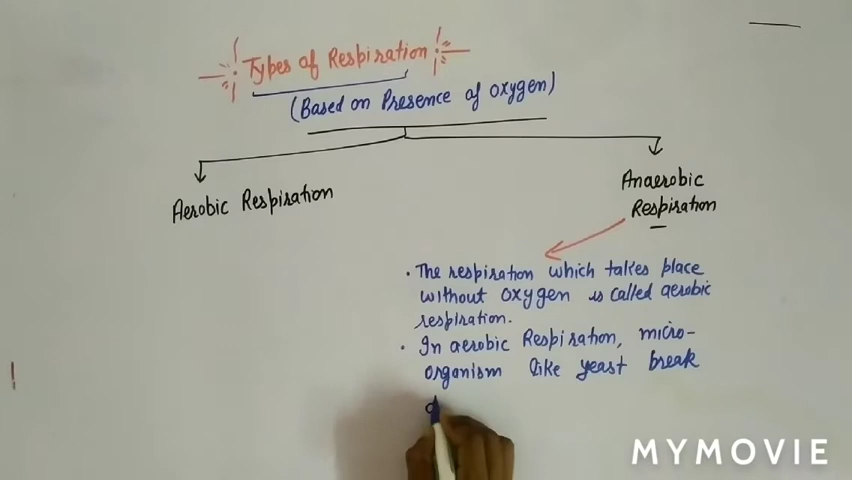 Types of Respiration
(Based on Presence of oxygen)
Aerobic Respiration
Anaerobic
Respiration
• The respiration which takes place
without oxygen is called aerobic
respiration.
• In aerobic Respiration, micro-
organism like yeast break
d
MYMOVIE